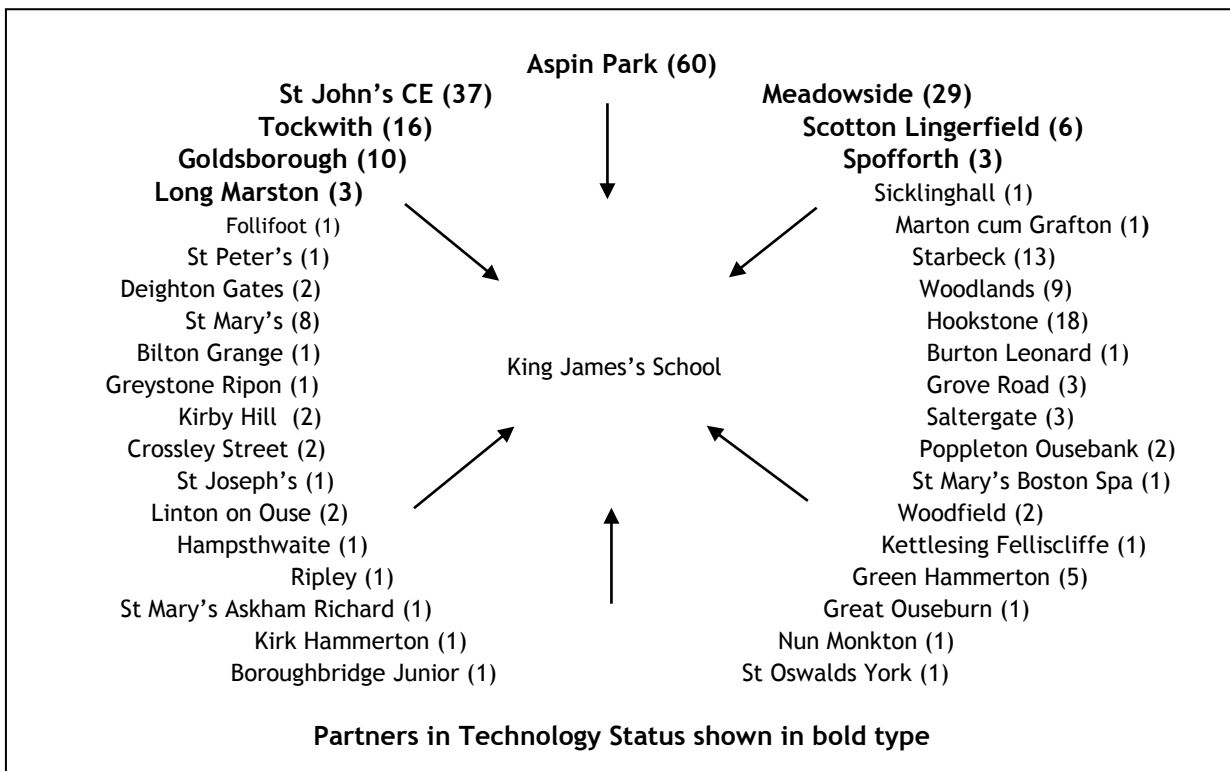 Aspin Park (60)
St John’s CE (37)
Meadowside (29)
Tockwith (16)
Scotton Lingerfield (6)
Goldsborough (10)
Spofforth (3)
Long Marston (3)
Sicklinghall (1)
Follifoot (1)
Marton cum Grafton (1)
St Peter’s (1)
Starbeck (13)
Deighton Gates (2)
Woodlands (9)
St Mary’s (8)
Hookstone (18)
Bilton Grange (1)
Burton Leonard (1)
King James’s School
Greystone Ripon (1)
Grove Road (3)
Kirby Hill (2)
Saltergate (3)
Crossley Street (2)
Poppleton Ousebank (2)
St Joseph’s (1)
St Mary’s Boston Spa (1)
Linton on Ouse (2)
Woodfield (2)
Hampsthwaite (1)
Kettlesing Felliscliffe (1)
Ripley (1)
Green Hammerton (5)
St Mary’s Askham Richard (1)
Great Ouseburn (1)
Kirk Hammerton (1)
Nun Monkton (1)
Boroughbridge Junior (1)
St Oswalds York (1)
Partners in Technology Status shown in bold type